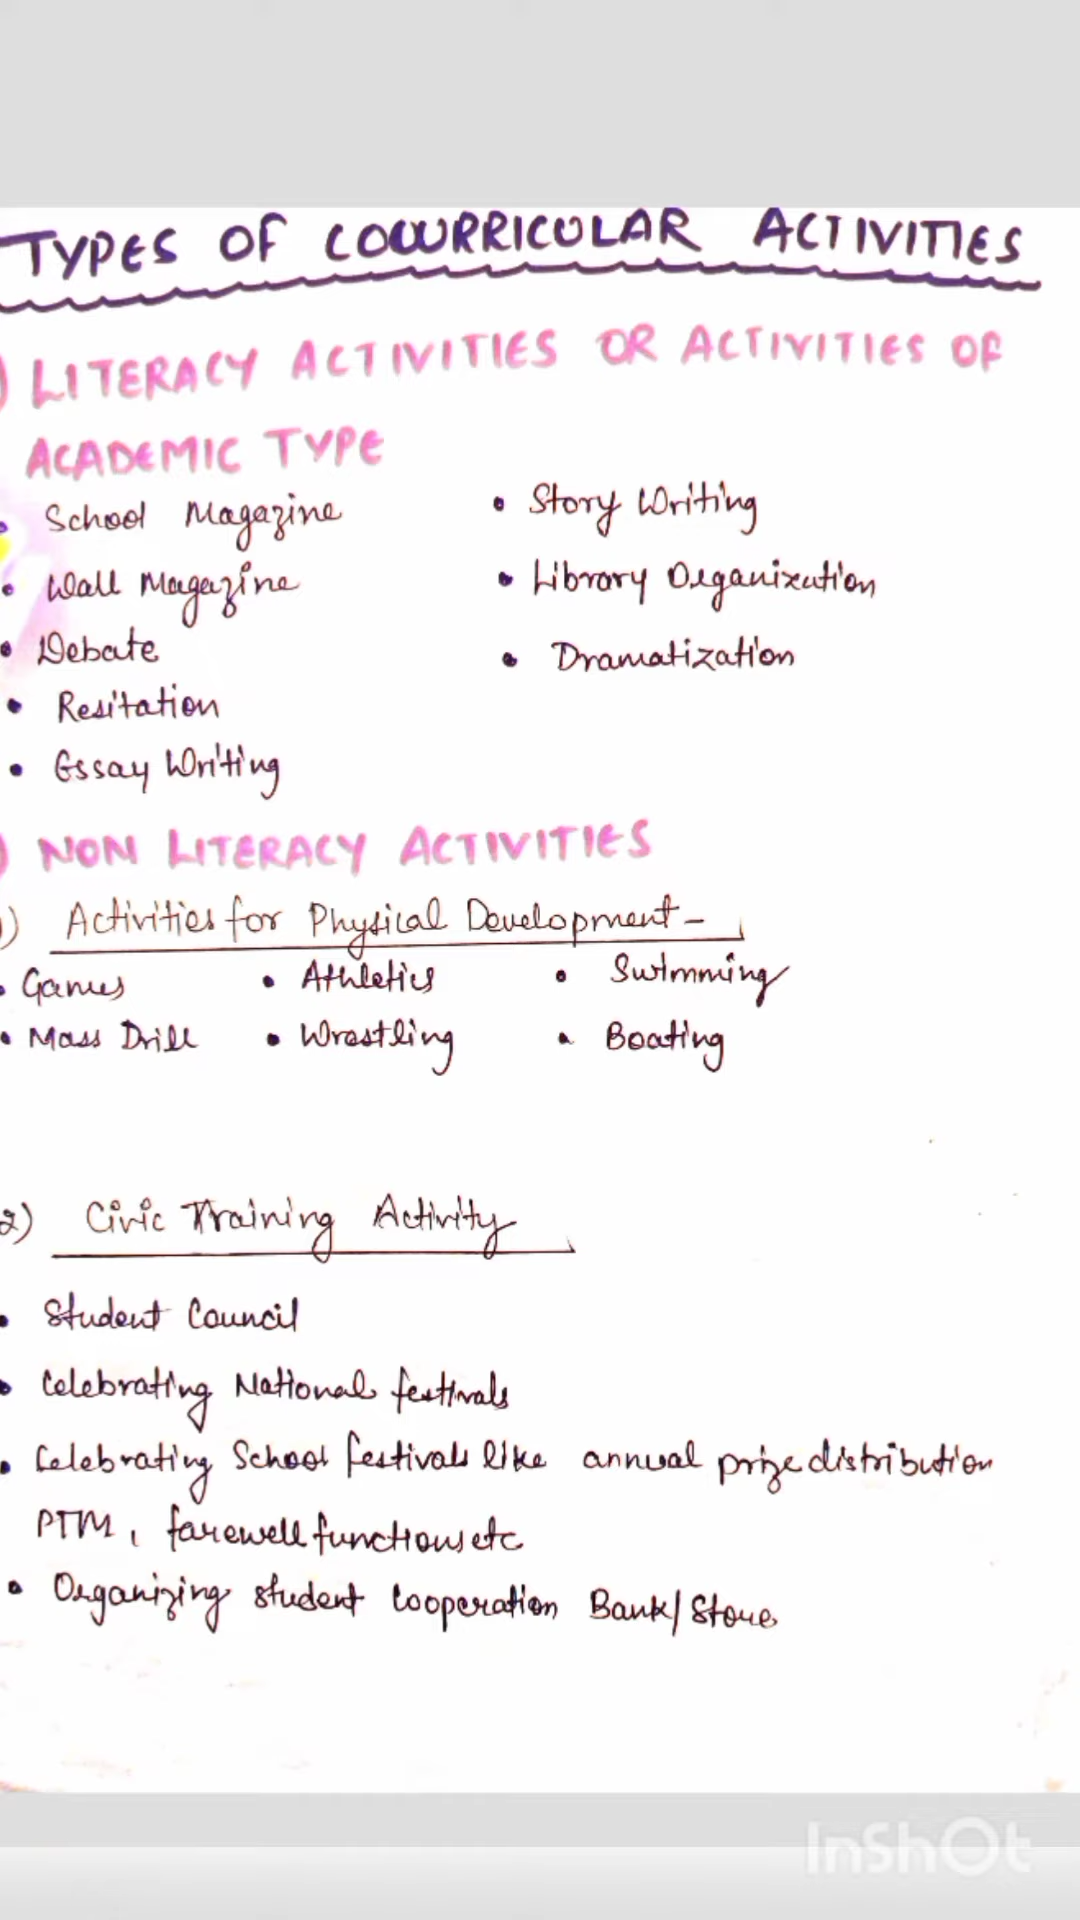 TYPES OF COCURRICULAR ACTIVITIES
) LITERACY ACTIVITIES OR ACTIVITIES OF
ACADEMIC TYPE
• School Magazine
• Wall Magazine
• Debate
• Resitation
• Essay Writing
• Story Writing
• Library Organization
• Dramatization
) NON LITERACY ACTIVITIES
) Activities for Physical Development -
• Games • Athletics • Swimming
• Mass Drill • Wrestling • Boating
2) Civic Training Activity
• Student Council
• Celebrating National festivals
• Celebrating School festivals like annual prize distribution
PTM, farewell functions etc
• Organizing student Cooperation Bank/Store
InShOt